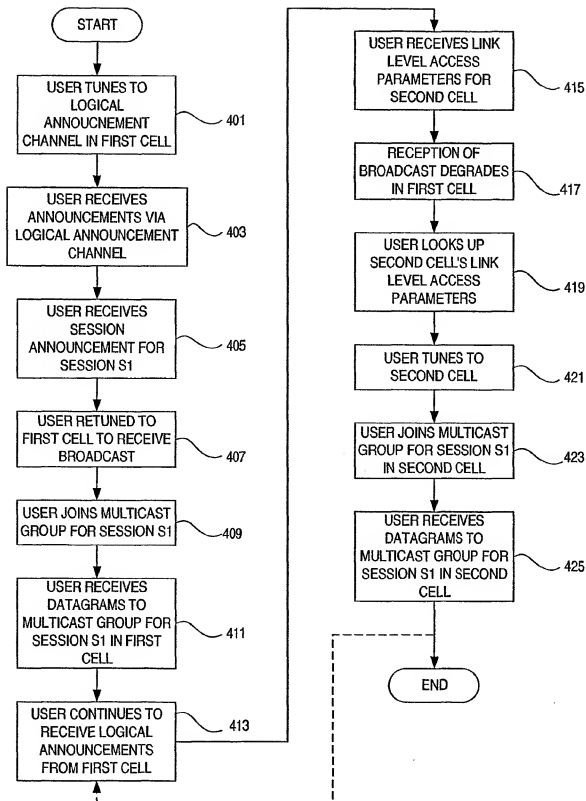 START
USER TUNES TO
LOGICAL
ANNOUCNEMENT
CHANNEL IN FIRST CELL
401
USER RECEIVES
ANNOUNCEMENTS VIA
LOGICAL ANNOUNCEMENT
CHANNEL
403
USER RECEIVES
SESSION
ANNOUNCEMENT FOR
SESSION S1
405
USER RETUNED TO
FIRST CELL TO RECEIVE
BROADCAST
407
USER JOINS MULTICAST
GROUP FOR SESSION S1
409
USER RECEIVES
DATAGRAMS TO
MULTICAST GROUP FOR
SESSION S1 IN FIRST
CELL
411
USER CONTINUES TO
RECEIVE LOGICAL
ANNOUNCEMENTS
FROM FIRST CELL
413
USER RECEIVES LINK
LEVEL ACCESS
PARAMETERS FOR
SECOND CELL
415
RECEPTION OF
BROADCAST DEGRADES
IN FIRST CELL
417
USER LOOKS UP
SECOND CELL'S LINK
LEVEL ACCESS
PARAMETERS
419
USER TUNES TO
SECOND CELL
421
USER JOINS MULTICAST
GROUP FOR SESSION S1
IN SECOND CELL
423
USER RECEIVES
DATAGRAMS TO
MULTICAST GROUP FOR
SESSION S1 IN SECOND
CELL
425
END